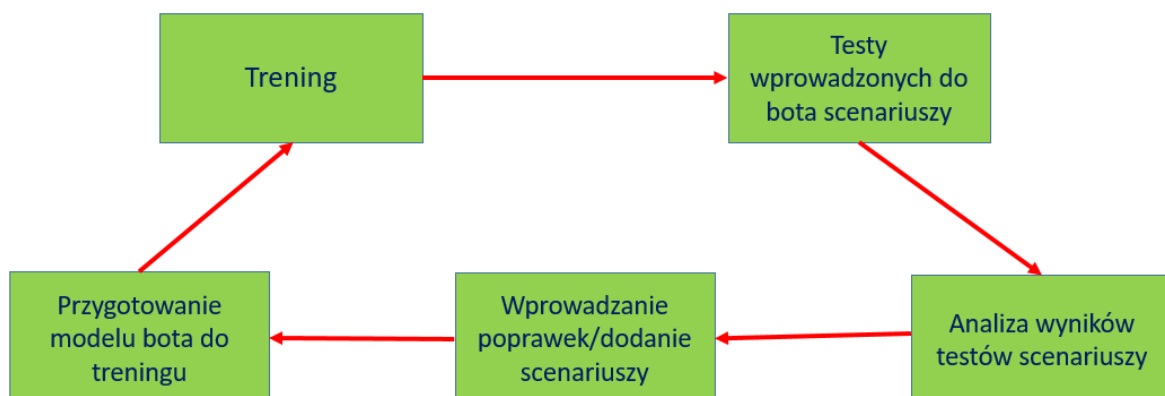 Trening
Testy
wprowadzonych do
bota scenariuszy
Przygotowanie
modelu bota do
treningu
Wprowadzanie
poprawek/dodanie
scenariuszy
Analiza wyników
testów scenariuszy